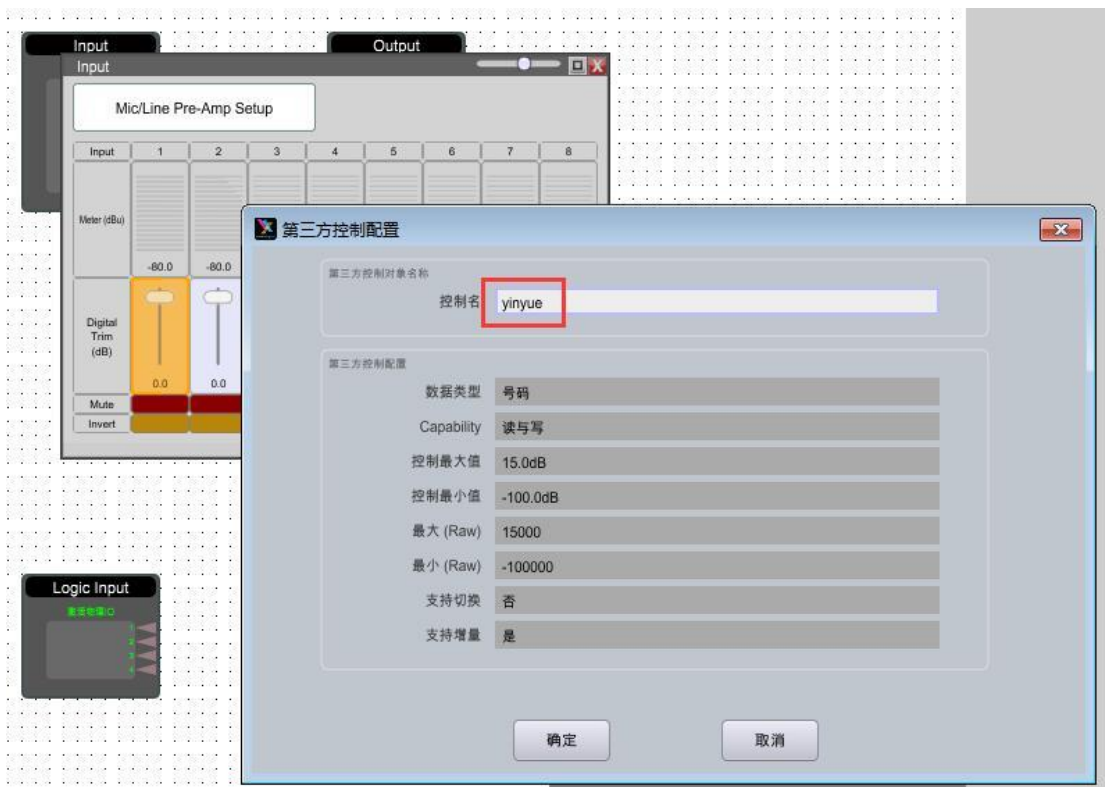 Input
Output
Input
Mic/Line Pre-Amp Setup
Input 1 2 3 4 5 6 7 8
Meter (dBu)
-80.0 -80.0
Digital
Trim
(dB)
0.0 0.0
Mute
Invert
第三方控制配置
第三方控制对象名称
控制名 yinyue
第三方控制配置
数据类型 号码
Capability 读与写
控制最大值 15.0dB
控制最小值 -100.0dB
最大 (Raw) 15000
最小 (Raw) -100000
支持切换 否
支持增量 是
确定 取消
Logic Input
1
2
3
4